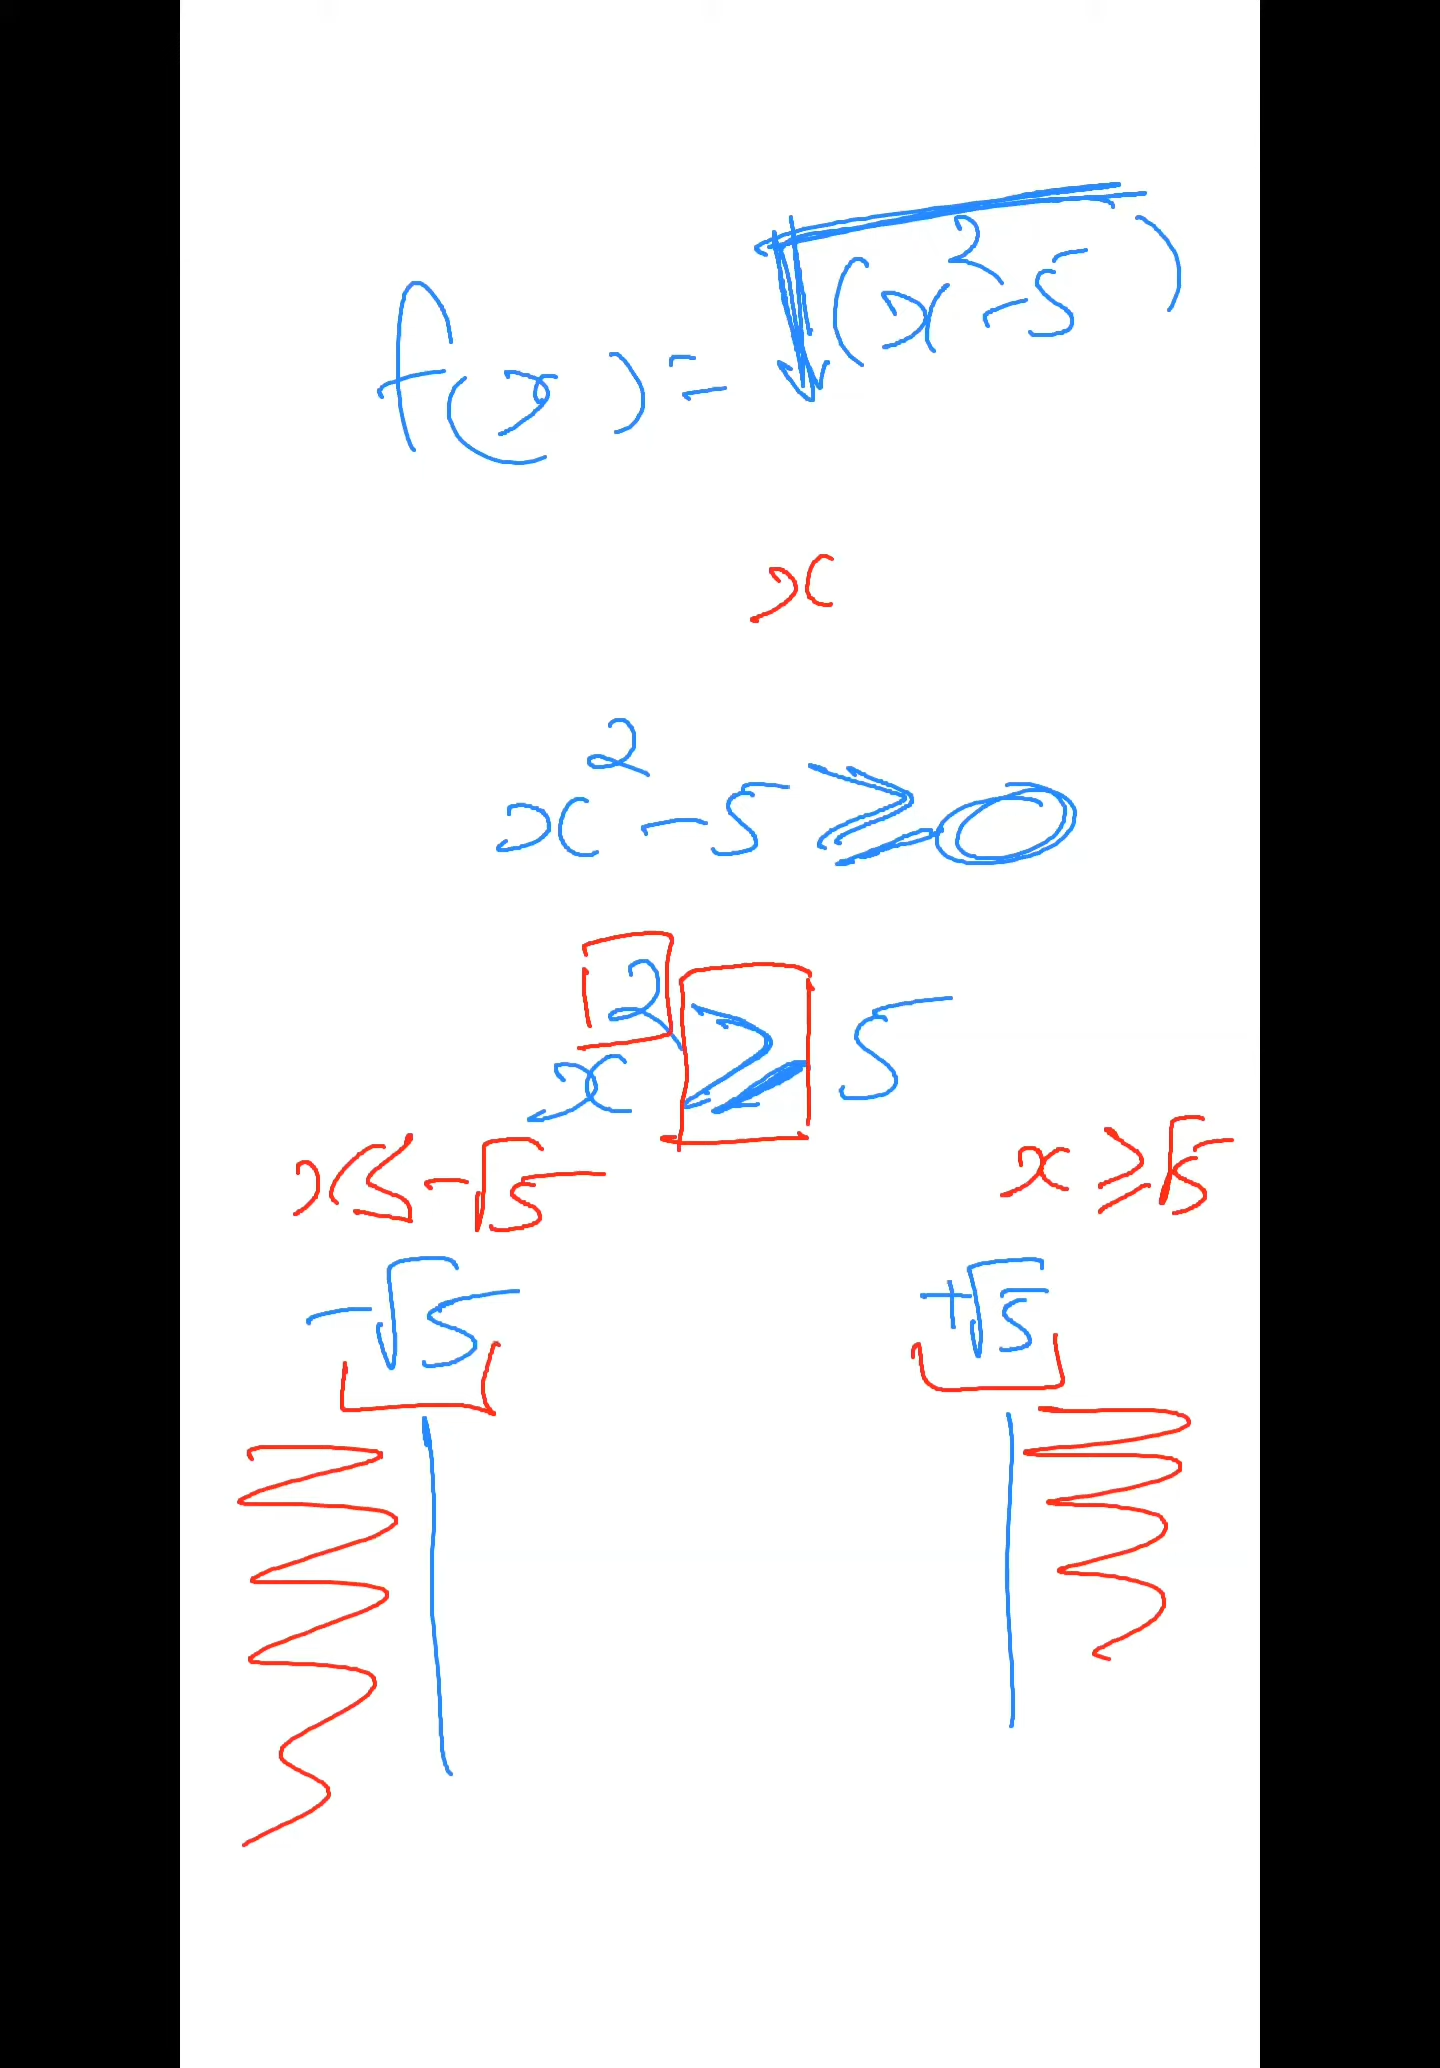 f(x) = √(x² - 5)
x
x² - 5 ≥ 0
x² ≥ 5
x ≤ -√5 x ≥ √5
-√5 +√5